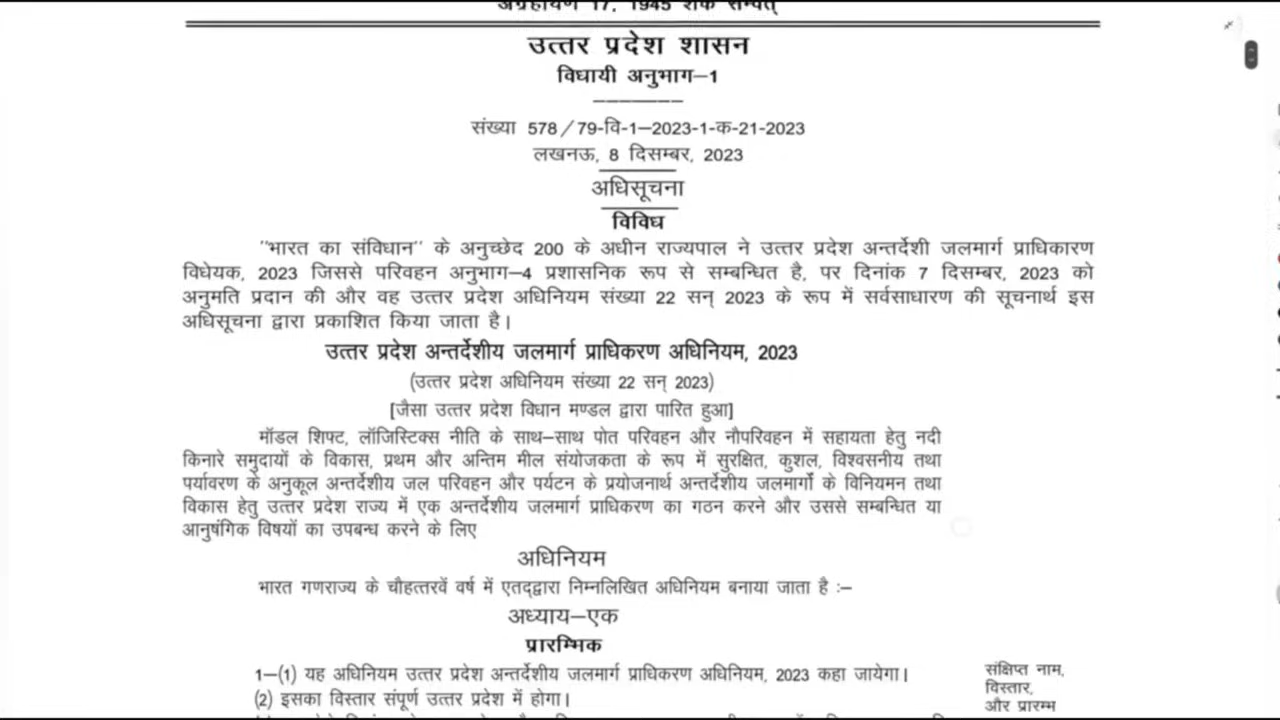 अग्रहायण 17, 1945 शक सम्वत्
उत्तर प्रदेश शासन
विधायी अनुभाग–1
संख्या 578/79-वि-1–2023-1-क-21-2023
लखनऊ, 8 दिसम्बर, 2023
अधिसूचना
विविध
"भारत का संविधान" के अनुच्छेद 200 के अधीन राज्यपाल ने उत्तर प्रदेश अन्तर्देशी जलमार्ग प्राधिकारण
विधेयक, 2023 जिससे परिवहन अनुभाग–4 प्रशासनिक रूप से सम्बन्धित है, पर दिनांक 7 दिसम्बर, 2023 को
अनुमति प्रदान की और वह उत्तर प्रदेश अधिनियम संख्या 22 सन् 2023 के रूप में सर्वसाधारण की सूचनार्थ इस
अधिसूचना द्वारा प्रकाशित किया जाता है।
उत्तर प्रदेश अन्तर्देशीय जलमार्ग प्राधिकरण अधिनियम, 2023
(उत्तर प्रदेश अधिनियम संख्या 22 सन् 2023)
[जैसा उत्तर प्रदेश विधान मण्डल द्वारा पारित हुआ]
मॉडल शिफ्ट, लॉजिस्टिक्स नीति के साथ–साथ पोत परिवहन और नौपरिवहन में सहायता हेतु नदी
किनारे समुदायों के विकास, प्रथम और अन्तिम मील संयोजकता के रूप में सुरक्षित, कुशल, विश्वसनीय तथा
पर्यावरण के अनुकूल अन्तर्देशीय जल परिवहन और पर्यटन के प्रयोजनार्थ अन्तर्देशीय जलमार्गों के विनियमन तथा
विकास हेतु उत्तर प्रदेश राज्य में एक अन्तर्देशीय जलमार्ग प्राधिकरण का गठन करने और उससे सम्बन्धित या
आनुषंगिक विषयों का उपबन्ध करने के लिए
अधिनियम
भारत गणराज्य के चौहत्तरवें वर्ष में एतद्द्वारा निम्नलिखित अधिनियम बनाया जाता है :–
अध्याय–एक
प्रारम्भिक
1–(1) यह अधिनियम उत्तर प्रदेश अन्तर्देशीय जलमार्ग प्राधिकरण अधिनियम, 2023 कहा जायेगा।
(2) इसका विस्तार संपूर्ण उत्तर प्रदेश में होगा।
संक्षिप्त नाम,
विस्तार,
और प्रारम्भ